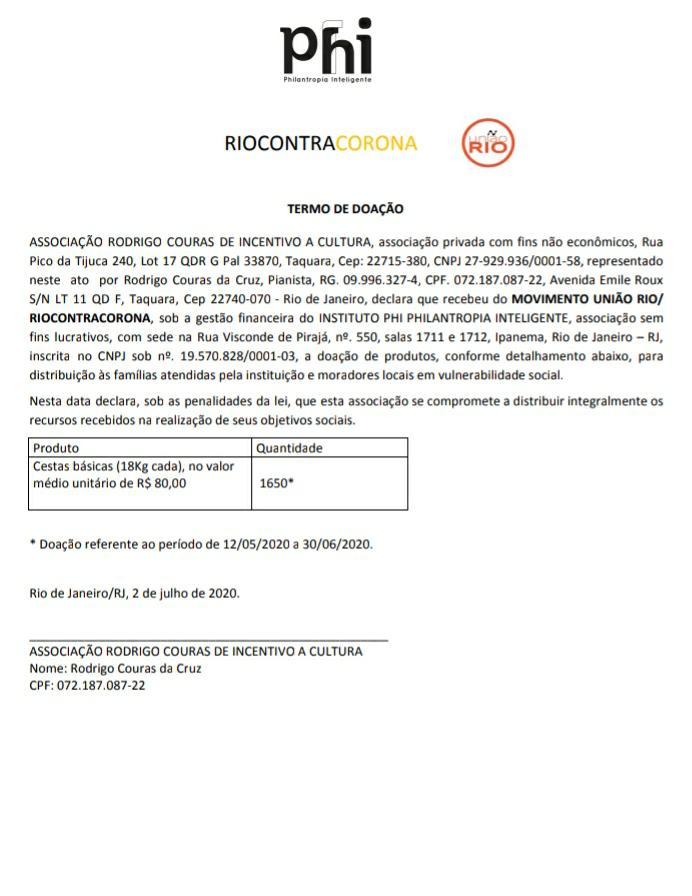 phi
Philantropia Inteligente
RIOCONTRACORONA
união
RIO
TERMO DE DOAÇÃO
ASSOCIAÇÃO RODRIGO COURAS DE INCENTIVO A CULTURA, associação privada com fins não econômicos, Rua
Pico da Tijuca 240, Lot 17 QDR G Pal 33870, Taquara, Cep: 22715-380, CNPJ 27-929.936/0001-58, representado
neste ato por Rodrigo Couras da Cruz, Pianista, RG. 09.996.327-4, CPF. 072.187.087-22, Avenida Emile Roux
S/N LT 11 QD F, Taquara, Cep 22740-070 - Rio de Janeiro, declara que recebeu do MOVIMENTO UNIÃO RIO/
RIOCONTRACORONA, sob a gestão financeira do INSTITUTO PHI PHILANTROPIA INTELIGENTE, associação sem
fins lucrativos, com sede na Rua Visconde de Pirajá, nº. 550, salas 1711 e 1712, Ipanema, Rio de Janeiro – RJ,
inscrita no CNPJ sob nº. 19.570.828/0001-03, a doação de produtos, conforme detalhamento abaixo, para
distribuição às famílias atendidas pela instituição e moradores locais em vulnerabilidade social.
Nesta data declara, sob as penalidades da lei, que esta associação se compromete a distribuir integralmente os
recursos recebidos na realização de seus objetivos sociais.
Produto Quantidade
Cestas básicas (18Kg cada), no valor
médio unitário de R$ 80,00 1650*
* Doação referente ao período de 12/05/2020 a 30/06/2020.
Rio de Janeiro/RJ, 2 de julho de 2020.
ASSOCIAÇÃO RODRIGO COURAS DE INCENTIVO A CULTURA
Nome: Rodrigo Couras da Cruz
CPF: 072.187.087-22